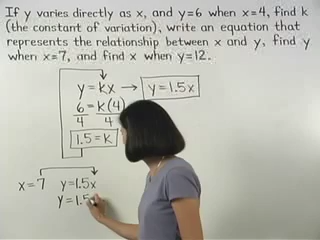 If y varies directly as x, and y=6 when x=4, find k
(the constant of variation), write an equation that
represents the relationship between x and y, find y
when x=7, and find x when y=12.
y=kx → y=1.5x
6=k(4)
4 4
1.5=k
x=7 y=1.5x
y=1.5